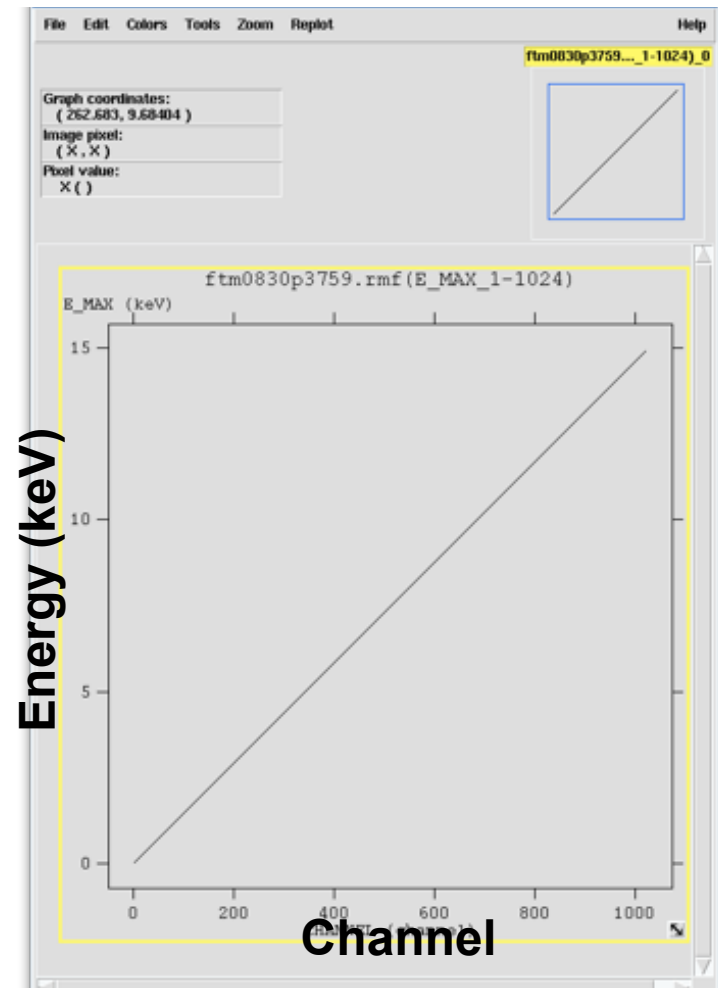 File Edit Colors Tools Zoom Replot Help
ftm0830p3759..._1-1024)_0
Graph coordinates:
( 262.683, 9.68404 )
Image pixel:
( X , X )
Pixel value:
X ( )
ftm0830p3759.rmf(E_MAX_1-1024)
E_MAX (keV)
15
10
5
0
Energy (keV)
0 200 400 600 800 1000
CHANNEL (channel)
Channel